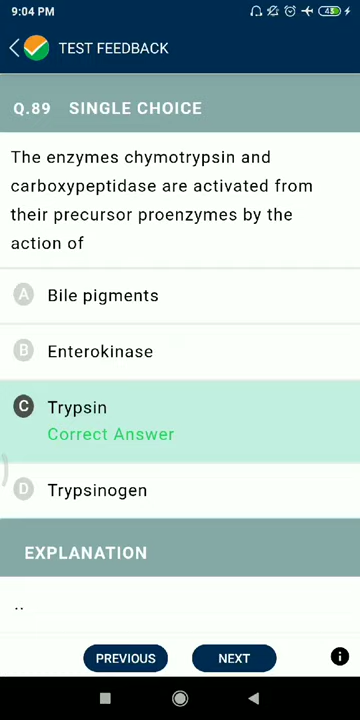 9:04 PM
43
TEST FEEDBACK
Q.89 SINGLE CHOICE
The enzymes chymotrypsin and
carboxypeptidase are activated from
their precursor proenzymes by the
action of
A Bile pigments
B Enterokinase
C Trypsin
Correct Answer
D Trypsinogen
EXPLANATION
..
PREVIOUS NEXT